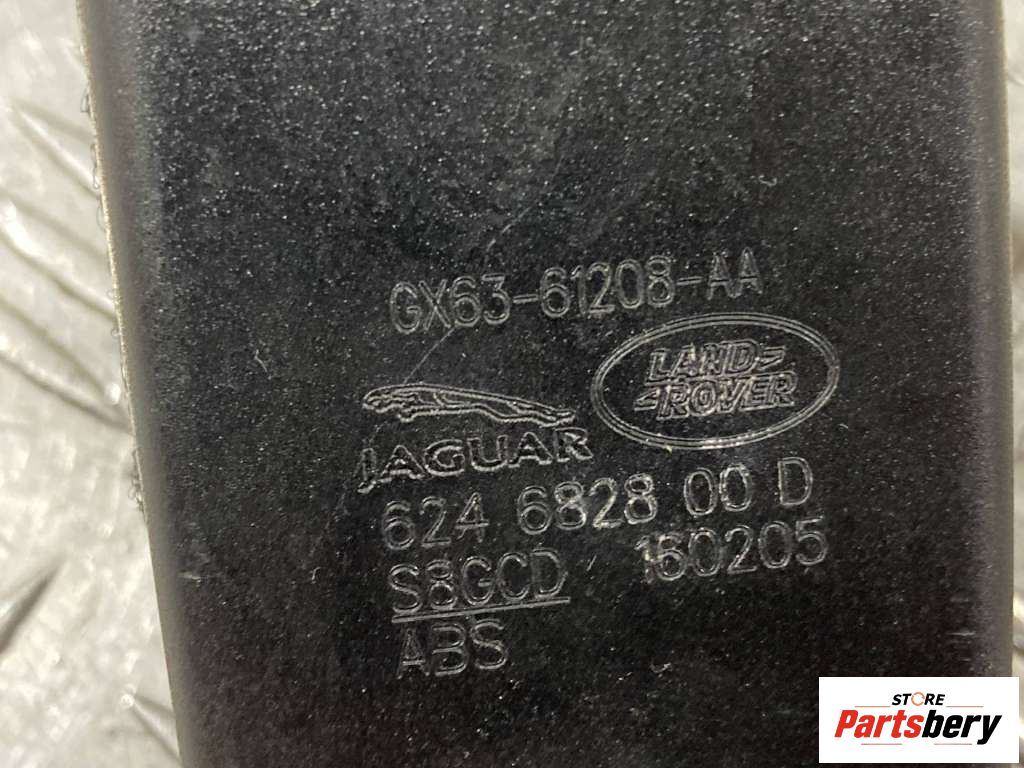 GX63-61208-AA
LAND
ROVER
JAGUAR
624 6828 00 D
S8GCD 160205
ABS
STORE
Partsbery